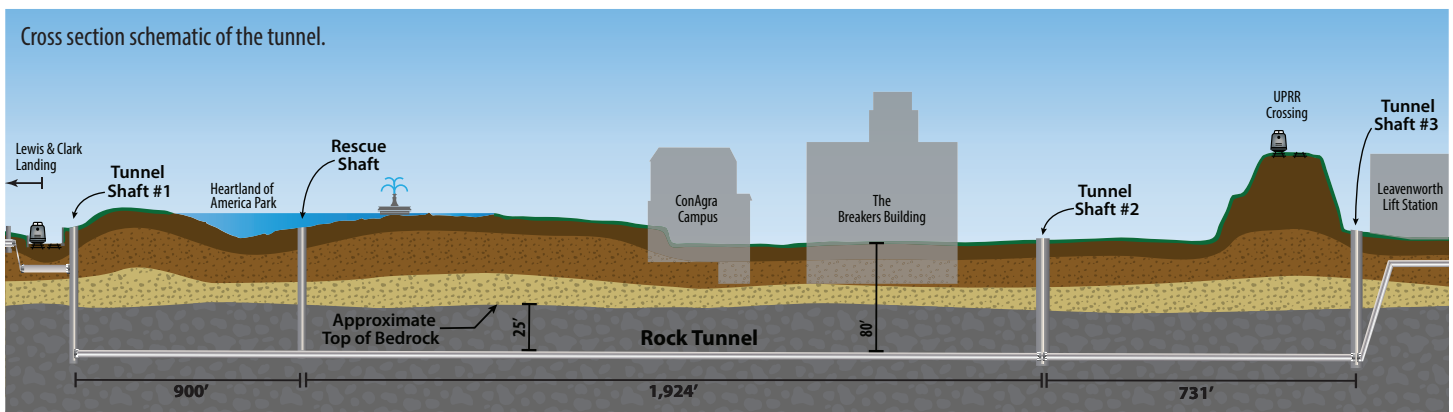 Cross section schematic of the tunnel.
Lewis & Clark
Landing
Tunnel
Shaft #1
Heartland of
America Park
Rescue
Shaft
ConAgra
Campus
The
Breakers Building
Tunnel
Shaft #2
UPRR
Crossing
Tunnel
Shaft #3
Leavenworth
Lift Station
Approximate
Top of Bedrock
25′
Rock Tunnel
80′
900′
1,924′
731′